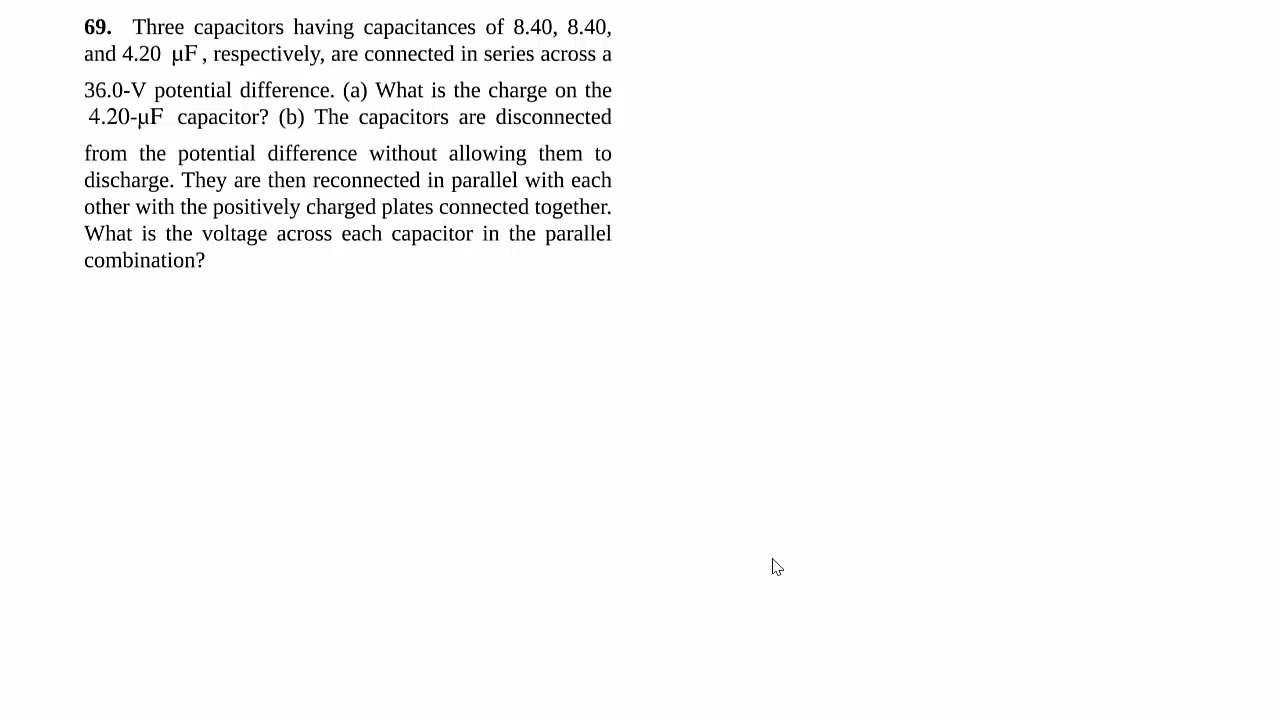 69. Three capacitors having capacitances of 8.40, 8.40,
and 4.20 μF, respectively, are connected in series across a
36.0-V potential difference. (a) What is the charge on the
4.20-μF capacitor? (b) The capacitors are disconnected
from the potential difference without allowing them to
discharge. They are then reconnected in parallel with each
other with the positively charged plates connected together.
What is the voltage across each capacitor in the parallel
combination?